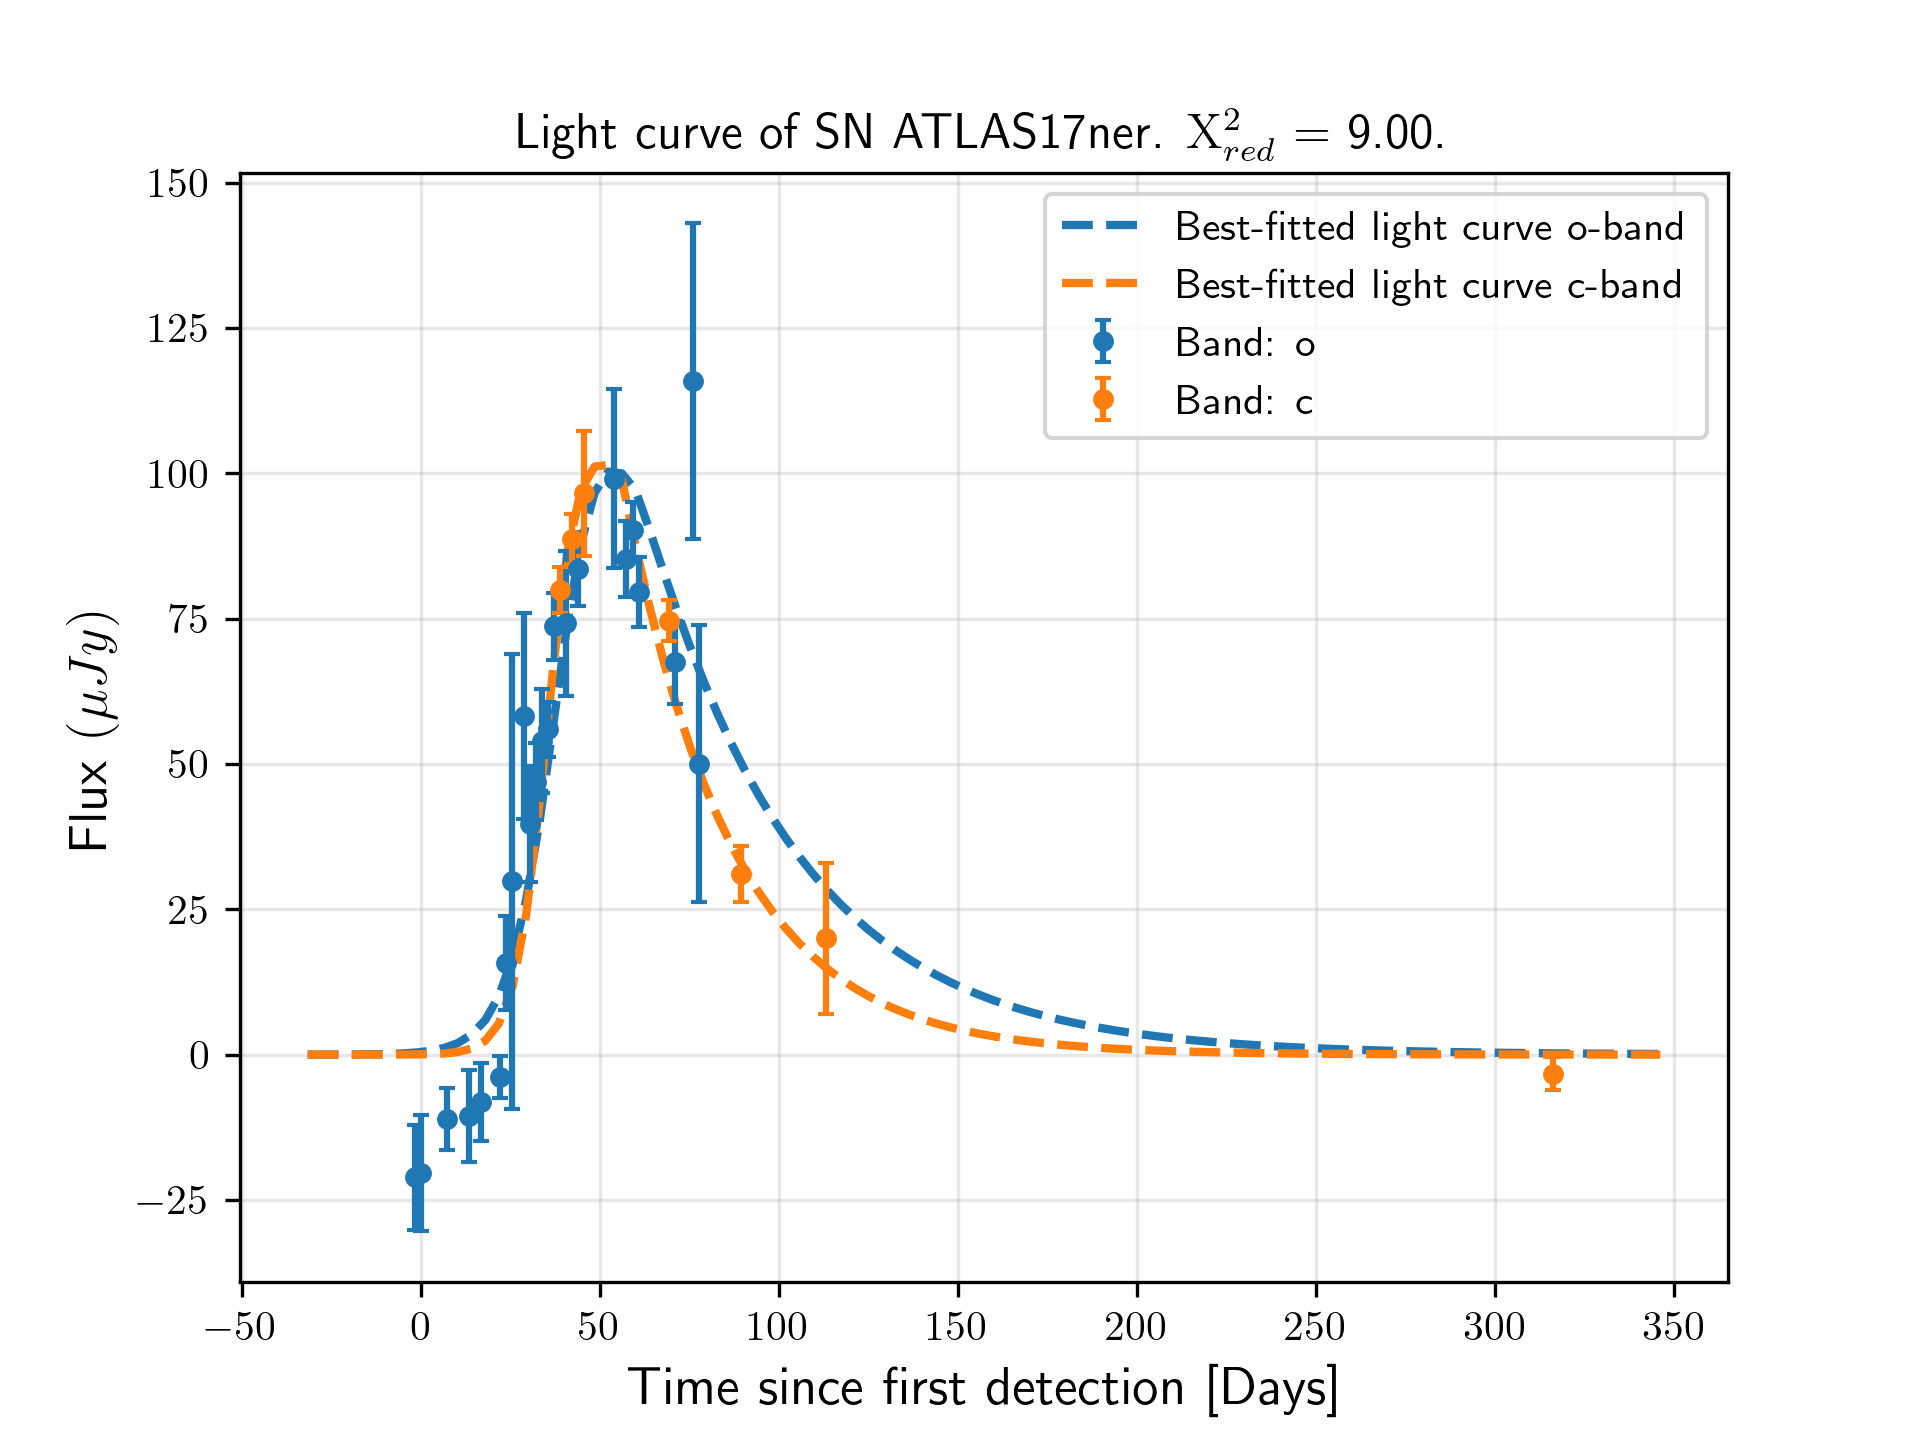 Light curve of SN ATLAS17ner. X²_red = 9.00.
150
125
100
75
50
25
0
−25
Flux (μJy)
Best-fitted light curve o-band
Best-fitted light curve c-band
Band: o
Band: c
−50 0 50 100 150 200 250 300 350
Time since first detection [Days]